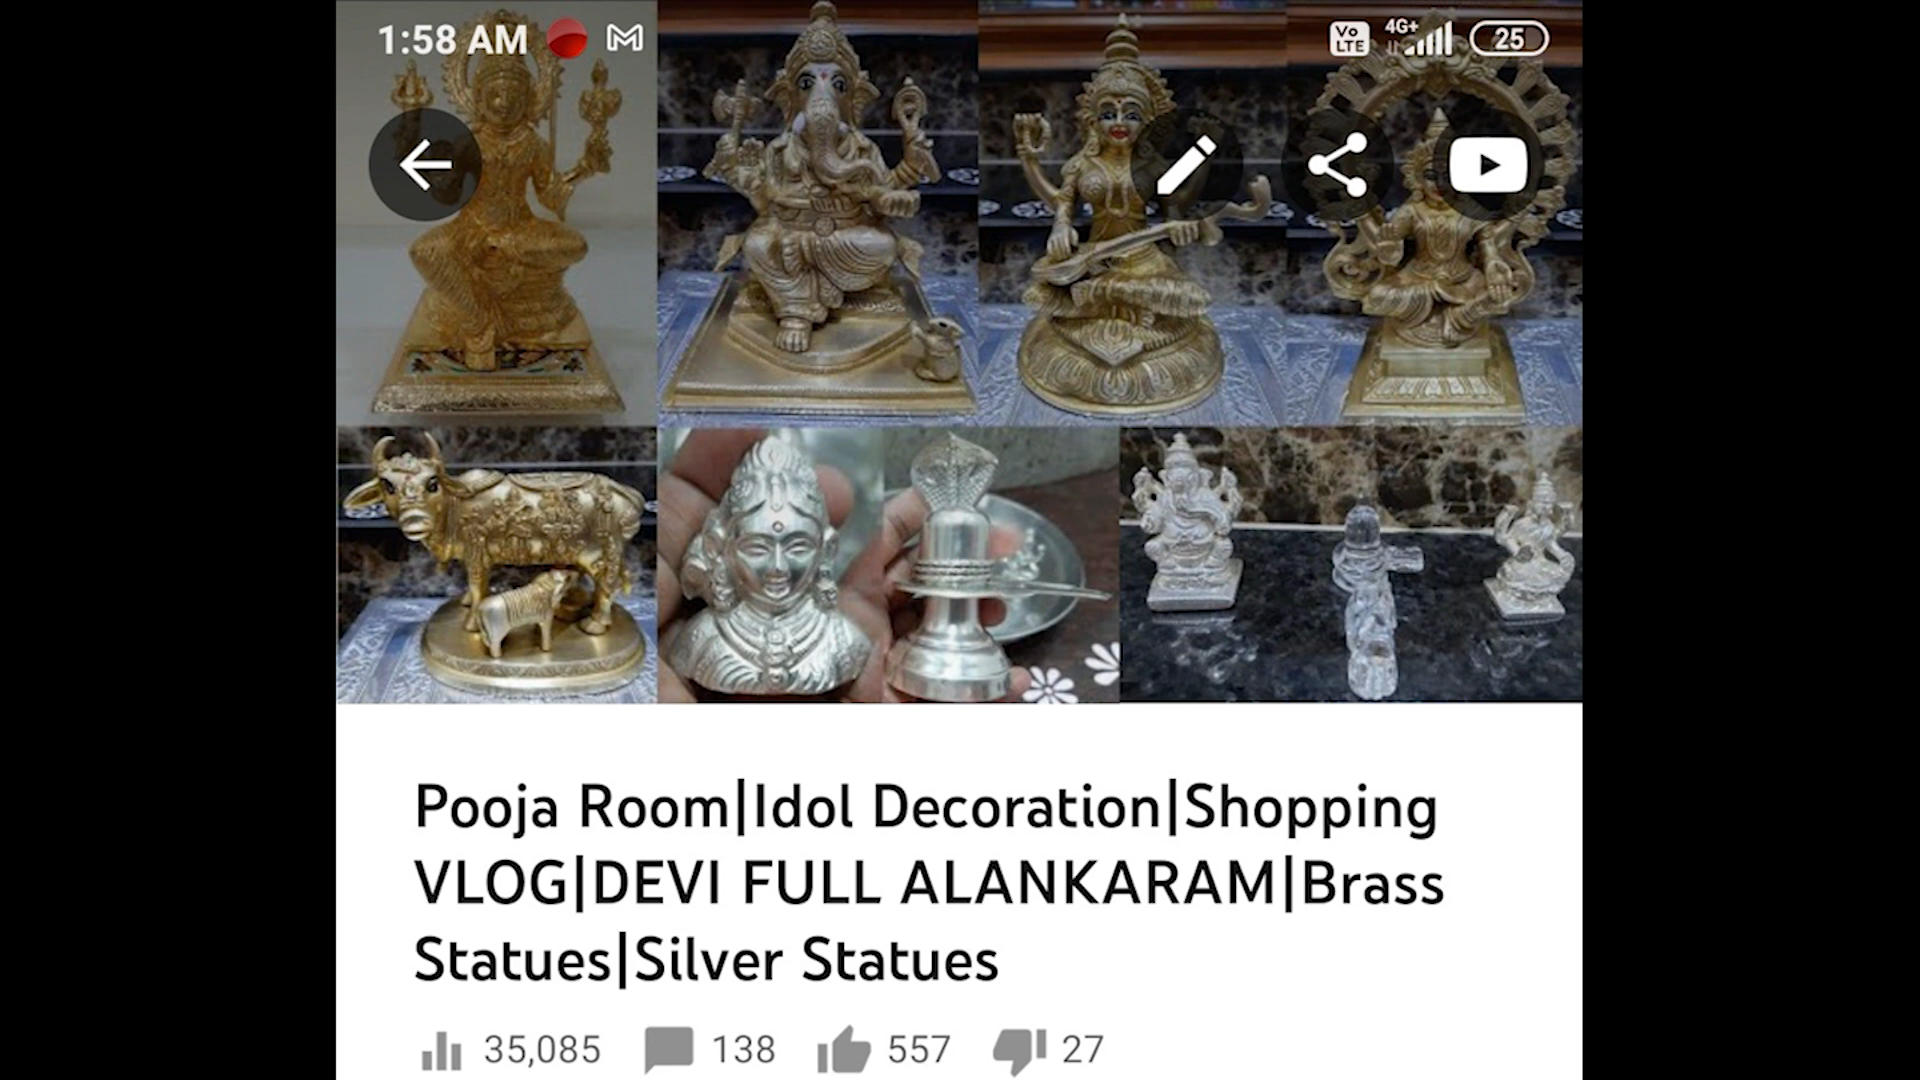 1:58 AM
Vo LTE
4G+
25
Pooja Room|Idol Decoration|Shopping
VLOG|DEVI FULL ALANKARAM|Brass
Statues|Silver Statues
35,085 138 557 27